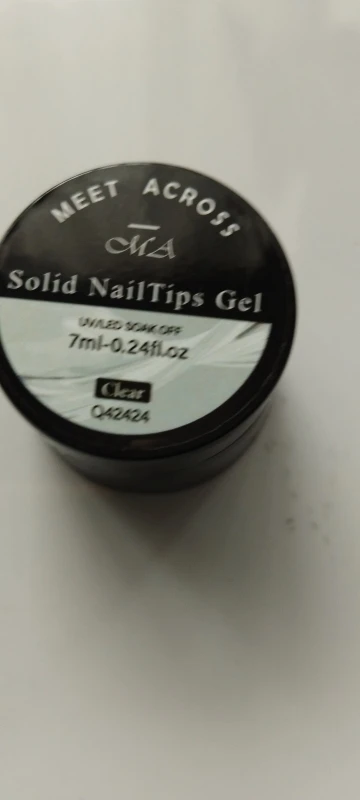 MEET ACROSS
MA
Solid NailTips Gel
UV/LED SOAK OFF
7ml-0.24fl.oz
Clear
Q42424